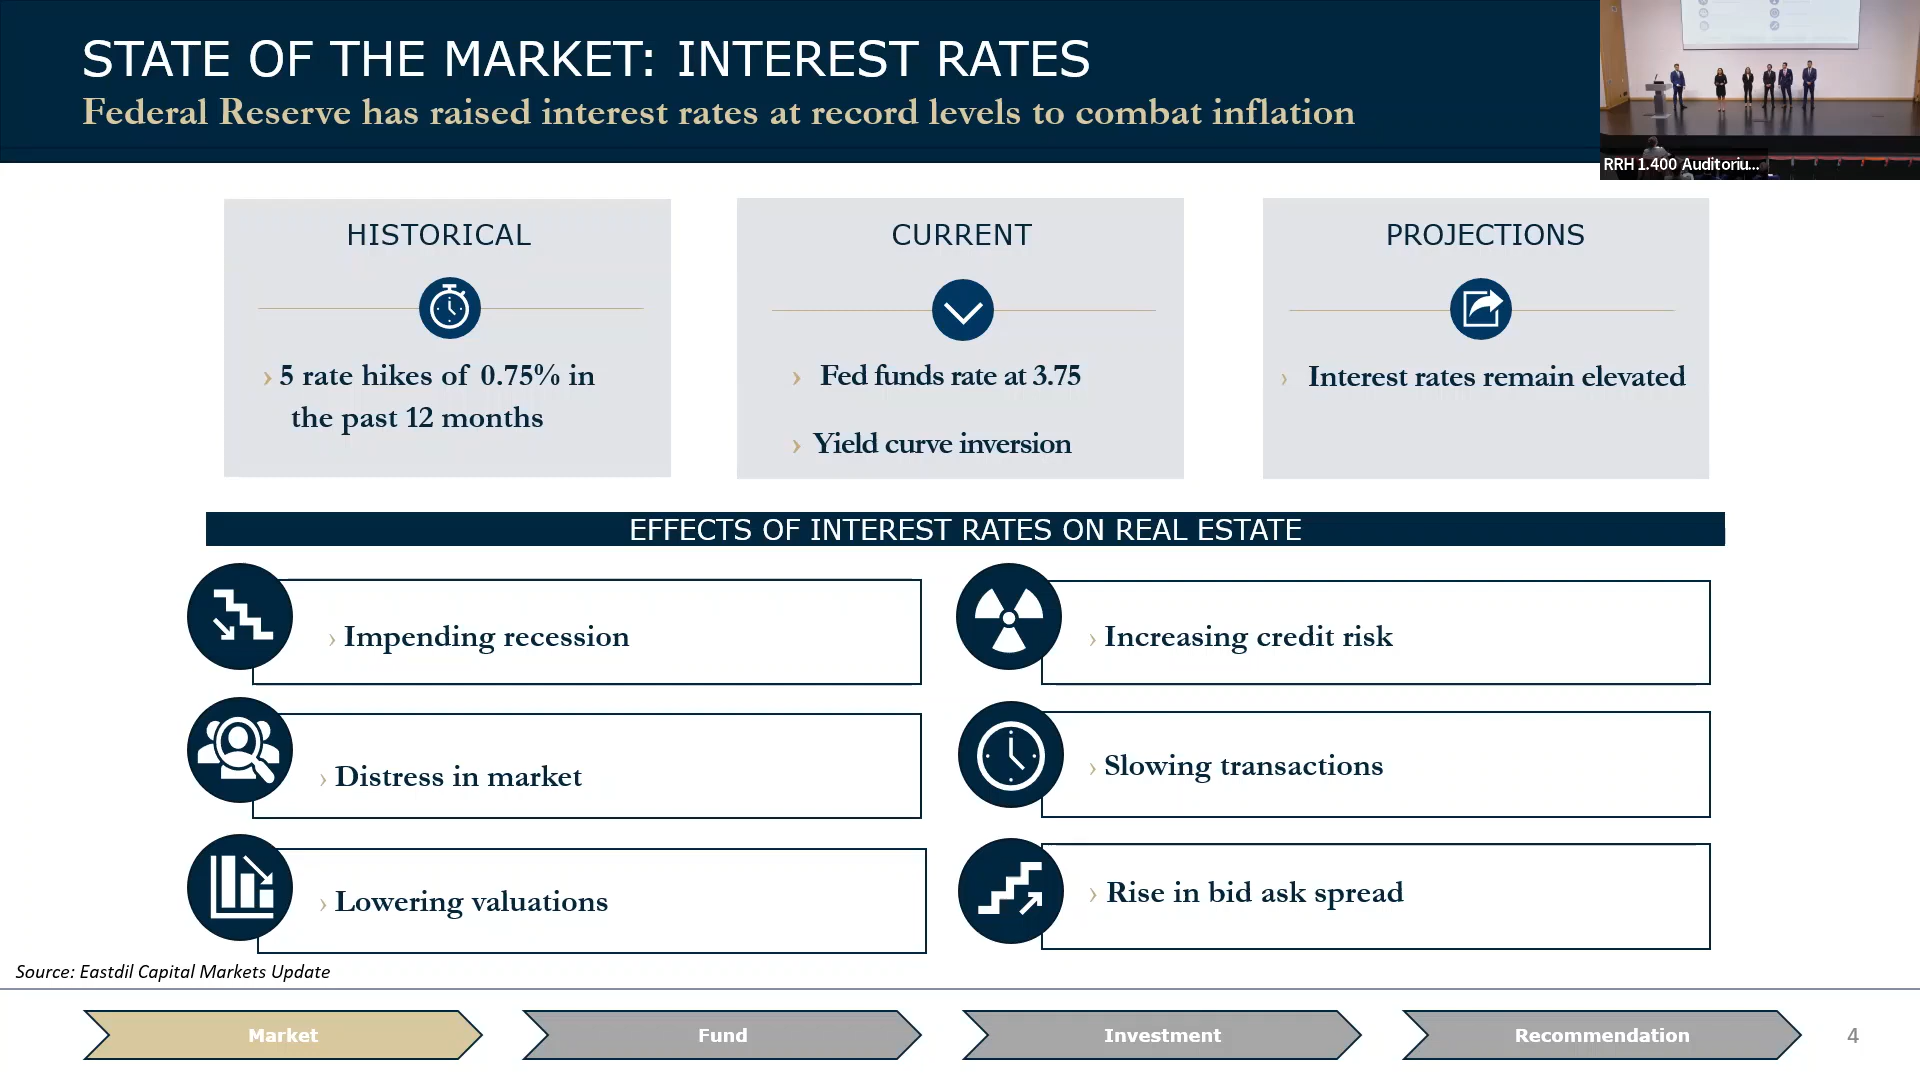 STATE OF THE MARKET: INTEREST RATES
Federal Reserve has raised interest rates at record levels to combat inflation
RRH 1.400 Auditoriu...
HISTORICAL
› 5 rate hikes of 0.75% in
the past 12 months
CURRENT
› Fed funds rate at 3.75
› Yield curve inversion
PROJECTIONS
› Interest rates remain elevated
EFFECTS OF INTEREST RATES ON REAL ESTATE
› Impending recession
› Increasing credit risk
› Distress in market
› Slowing transactions
› Lowering valuations
› Rise in bid ask spread
Source: Eastdil Capital Markets Update
Market
Fund
Investment
Recommendation
4